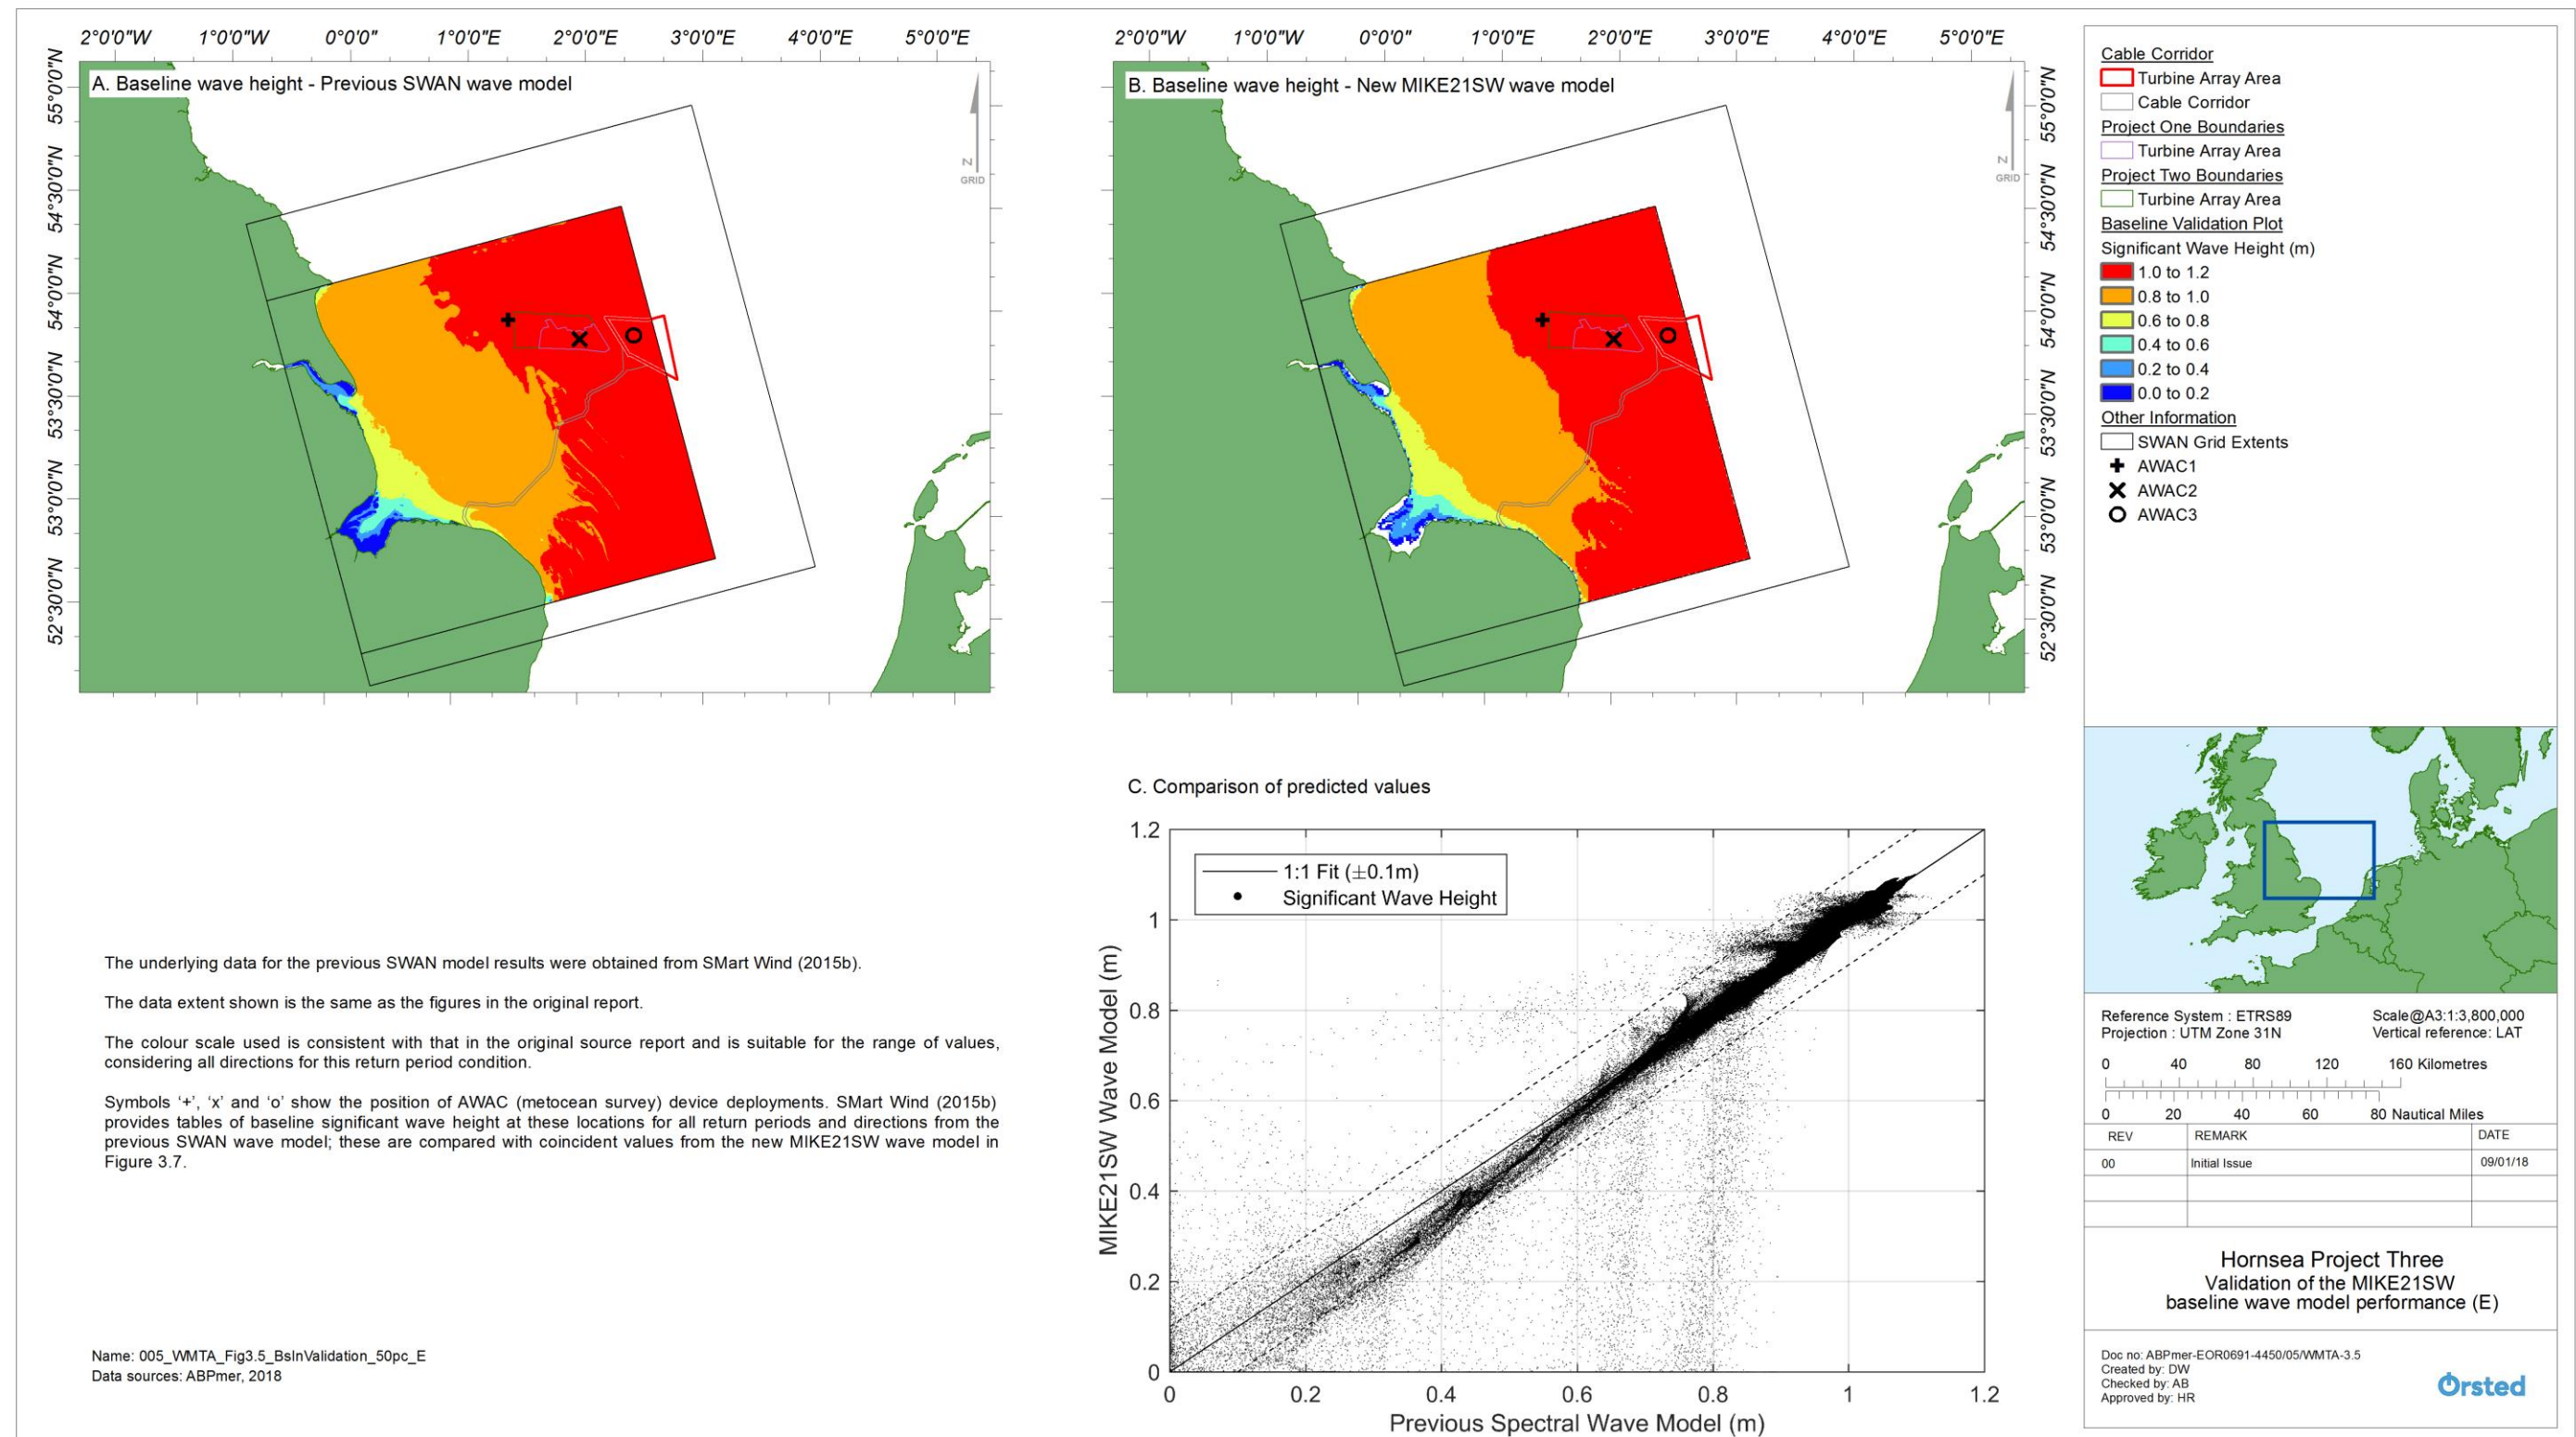 2°0'0"W 1°0'0"W 0°0'0" 1°0'0"E 2°0'0"E 3°0'0"E 4°0'0"E 5°0'0"E
A. Baseline wave height - Previous SWAN wave model
55°0'0"N
54°30'0"N
54°0'0"N
53°30'0"N
53°0'0"N
52°30'0"N
N
GRID
2°0'0"W 1°0'0"W 0°0'0" 1°0'0"E 2°0'0"E 3°0'0"E 4°0'0"E 5°0'0"E
B. Baseline wave height - New MIKE21SW wave model
55°0'0"N
54°30'0"N
54°0'0"N
53°30'0"N
53°0'0"N
52°30'0"N
N
GRID
Cable Corridor
Turbine Array Area
Cable Corridor
Project One Boundaries
Turbine Array Area
Project Two Boundaries
Turbine Array Area
Baseline Validation Plot
Significant Wave Height (m)
1.0 to 1.2
0.8 to 1.0
0.6 to 0.8
0.4 to 0.6
0.2 to 0.4
0.0 to 0.2
Other Information
SWAN Grid Extents
AWAC1
AWAC2
AWAC3
The underlying data for the previous SWAN model results were obtained from SMart Wind (2015b).
The data extent shown is the same as the figures in the original report.
The colour scale used is consistent with that in the original source report and is suitable for the range of values,
considering all directions for this return period condition.
Symbols ‘+’, ‘x’ and ‘o’ show the position of AWAC (metocean survey) device deployments. SMart Wind (2015b)
provides tables of baseline significant wave height at these locations for all return periods and directions from the
previous SWAN wave model; these are compared with coincident values from the new MIKE21SW wave model in
Figure 3.7.
Name: 005_WMTA_Fig3.5_BslnValidation_50pc_E
Data sources: ABPmer, 2018
C. Comparison of predicted values
1:1 Fit (±0.1m)
Significant Wave Height
MIKE21SW Wave Model (m)
1.2
1
0.8
0.6
0.4
0.2
0
0 0.2 0.4 0.6 0.8 1 1.2
Previous Spectral Wave Model (m)
Reference System : ETRS89 Scale@A3:1:3,800,000
Projection : UTM Zone 31N Vertical reference: LAT
0 40 80 120 160 Kilometres
0 20 40 60 80 Nautical Miles
REV REMARK DATE
00 Initial Issue 09/01/18
Hornsea Project Three
Validation of the MIKE21SW
baseline wave model performance (E)
Doc no: ABPmer-EOR0691-4450/05/WMTA-3.5
Created by: DW
Checked by: AB
Approved by: HR
Orsted